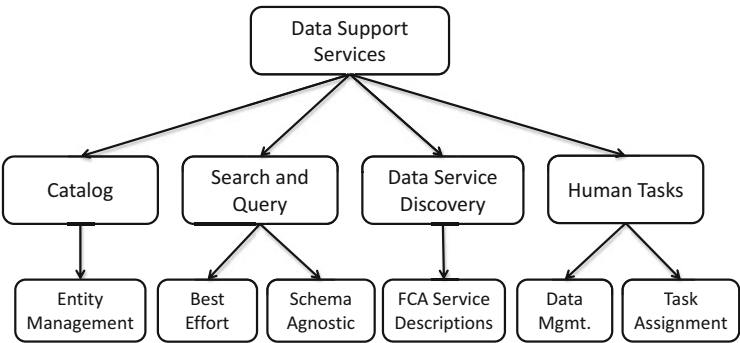 Data Support
Services
Catalog
Search and
Query
Data Service
Discovery
Human Tasks
Entity
Management
Best
Effort
Schema
Agnostic
FCA Service
Descriptions
Data
Mgmt.
Task
Assignment